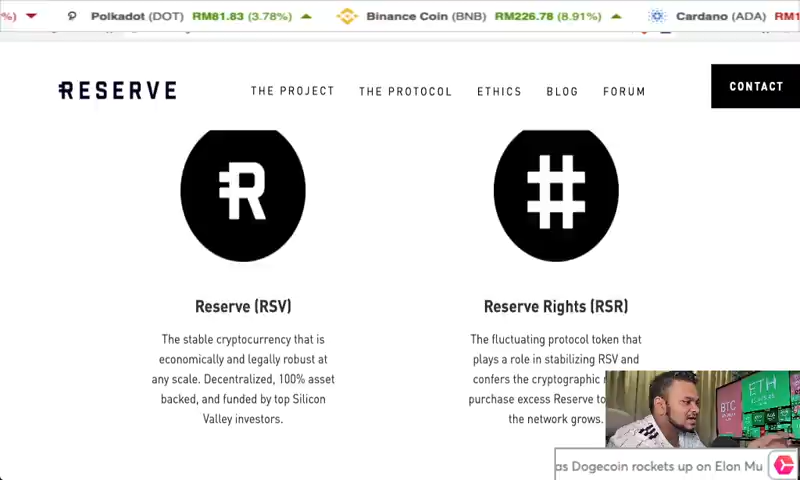 %) Polkadot (DOT) RM81.83 (3.78%) Binance Coin (BNB) RM226.78 (8.91%) Cardano (ADA) RM1
RESERVE THE PROJECT THE PROTOCOL ETHICS BLOG FORUM CONTACT
Reserve (RSV)
The stable cryptocurrency that is
economically and legally robust at
any scale. Decentralized, 100% asset
backed, and funded by top Silicon
Valley investors.
Reserve Rights (RSR)
The fluctuating protocol token that
plays a role in stabilizing RSV and
confers the cryptographic
purchase excess Reserve to
the network grows.
BTC
ETH
as Dogecoin rockets up on Elon Mu